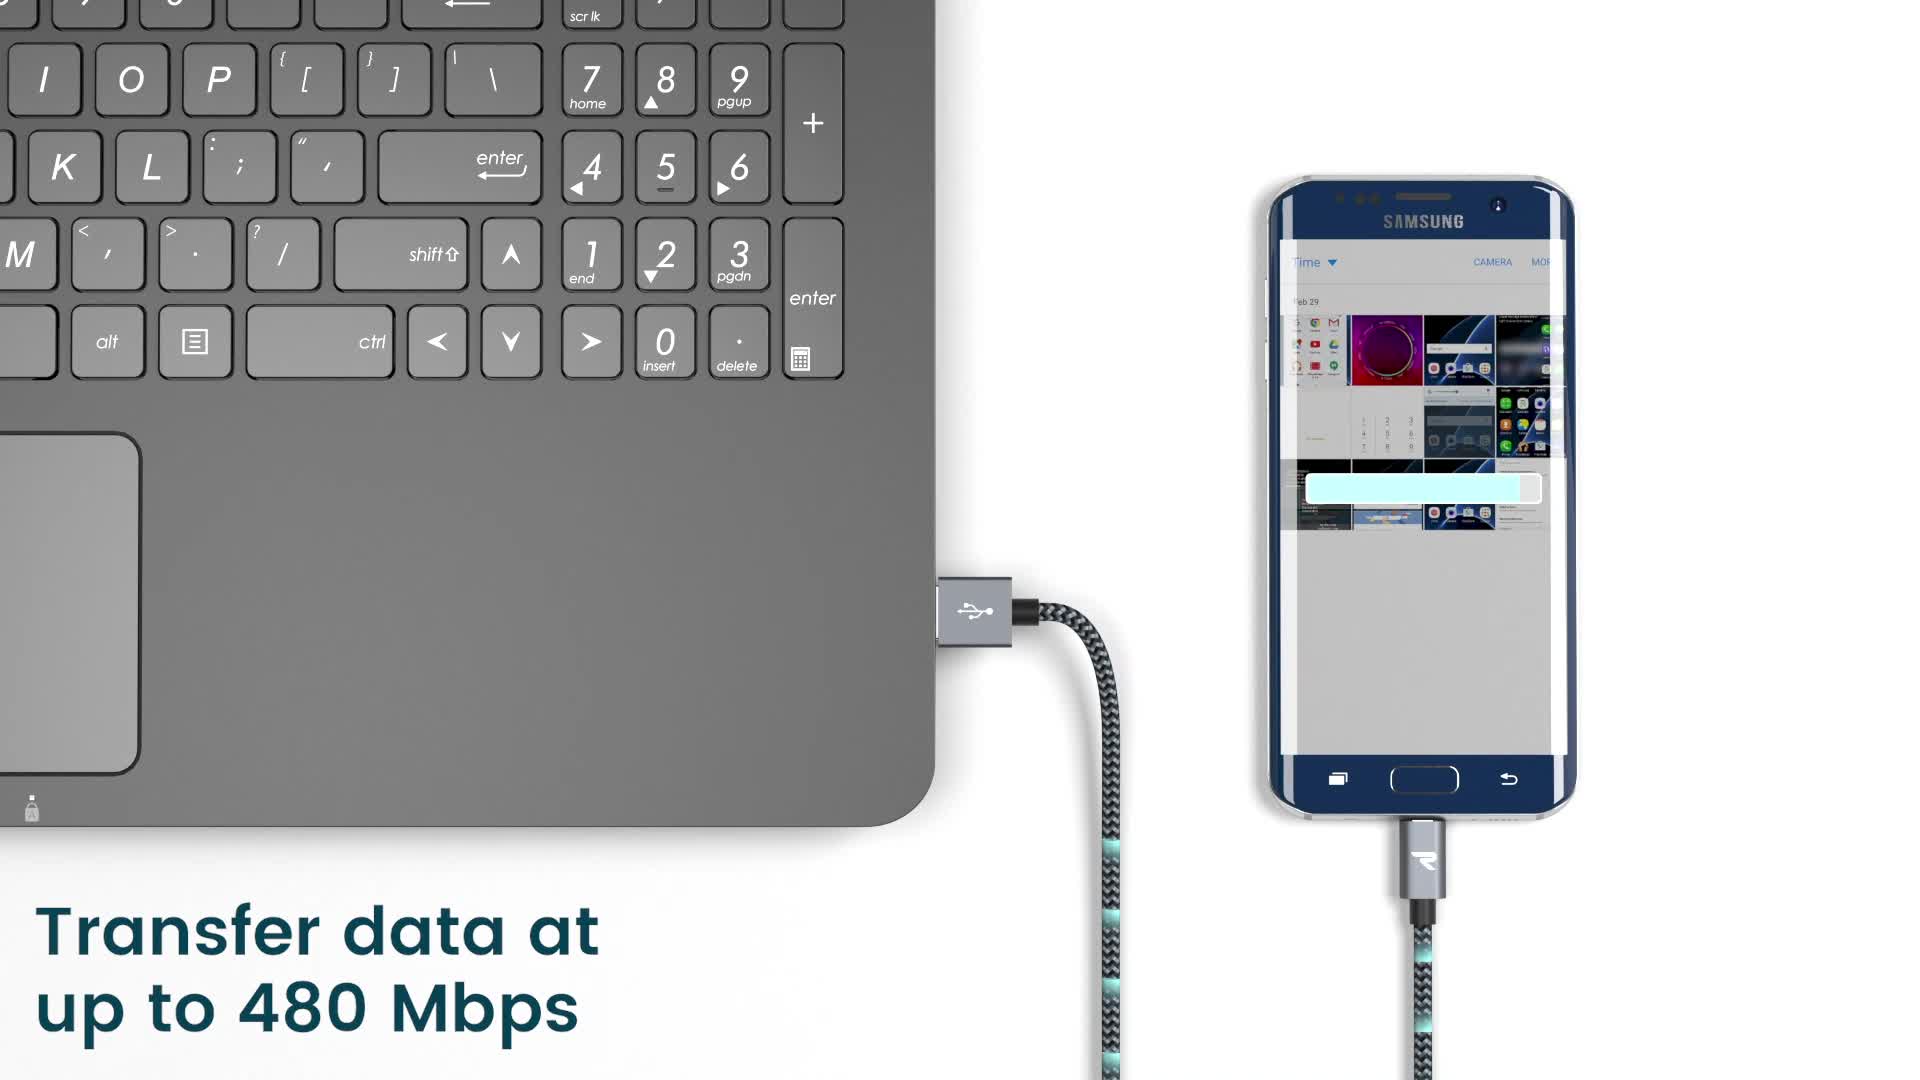 scr lk
I O P { [ } ] | \ 7 home 8 9 pgup +
K L : ; “ ′ enter 4 5 6
M < , > . ? / shift 1 end 2 3 pgdn enter
alt ctrl 0 insert . delete
SAMSUNG
Time CAMERA MOR
Feb 29
A
R
Transfer data at
up to 480 Mbps